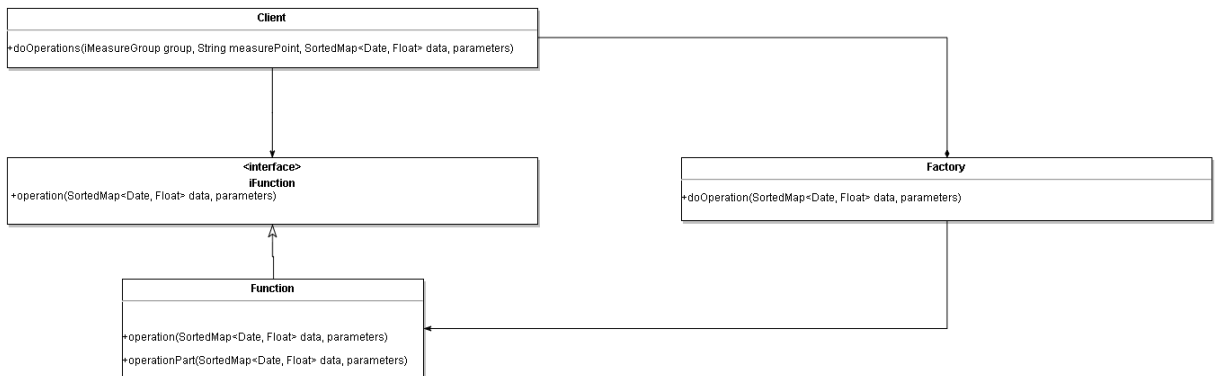 Client
+doOperations(iMeasureGroup group, String measurePoint, SortedMap<Date, Float> data, parameters)
<interface>
iFunction
+operation(SortedMap<Date, Float> data, parameters)
Factory
+doOperation(SortedMap<Date, Float> data, parameters)
Function
+operation(SortedMap<Date, Float> data, parameters)
+operationPart(SortedMap<Date, Float> data, parameters)